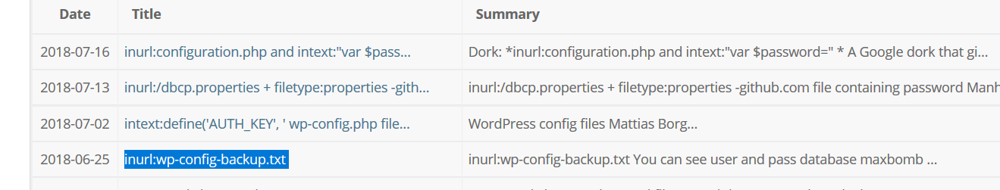 Date Title Summary
2018-07-16 inurl:configuration.php and intext:"var $pass... Dork: *inurl:configuration.php and intext:"var $password=" * A Google dork that gi...
2018-07-13 inurl:/dbcp.properties + filetype:properties -gith... inurl:/dbcp.properties + filetype:properties -github.com file containing password Manh
2018-07-02 intext:define('AUTH_KEY', ' wp-config.php file... WordPress config files Mattias Borg...
2018-06-25 inurl:wp-config-backup.txt inurl:wp-config-backup.txt You can see user and pass database maxbomb ...